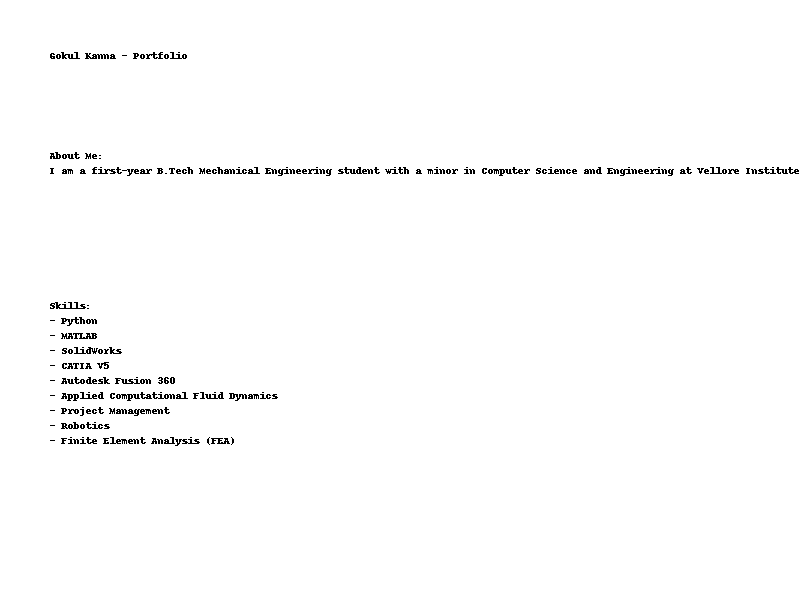 Gokul Kanna - Portfolio
About Me:
I am a first-year B.Tech Mechanical Engineering student with a minor in Computer Science and Engineering at Vellore Institute
Skills:
- Python
- MATLAB
- SolidWorks
- CATIA V5
- Autodesk Fusion 360
- Applied Computational Fluid Dynamics
- Project Management
- Robotics
- Finite Element Analysis (FEA)